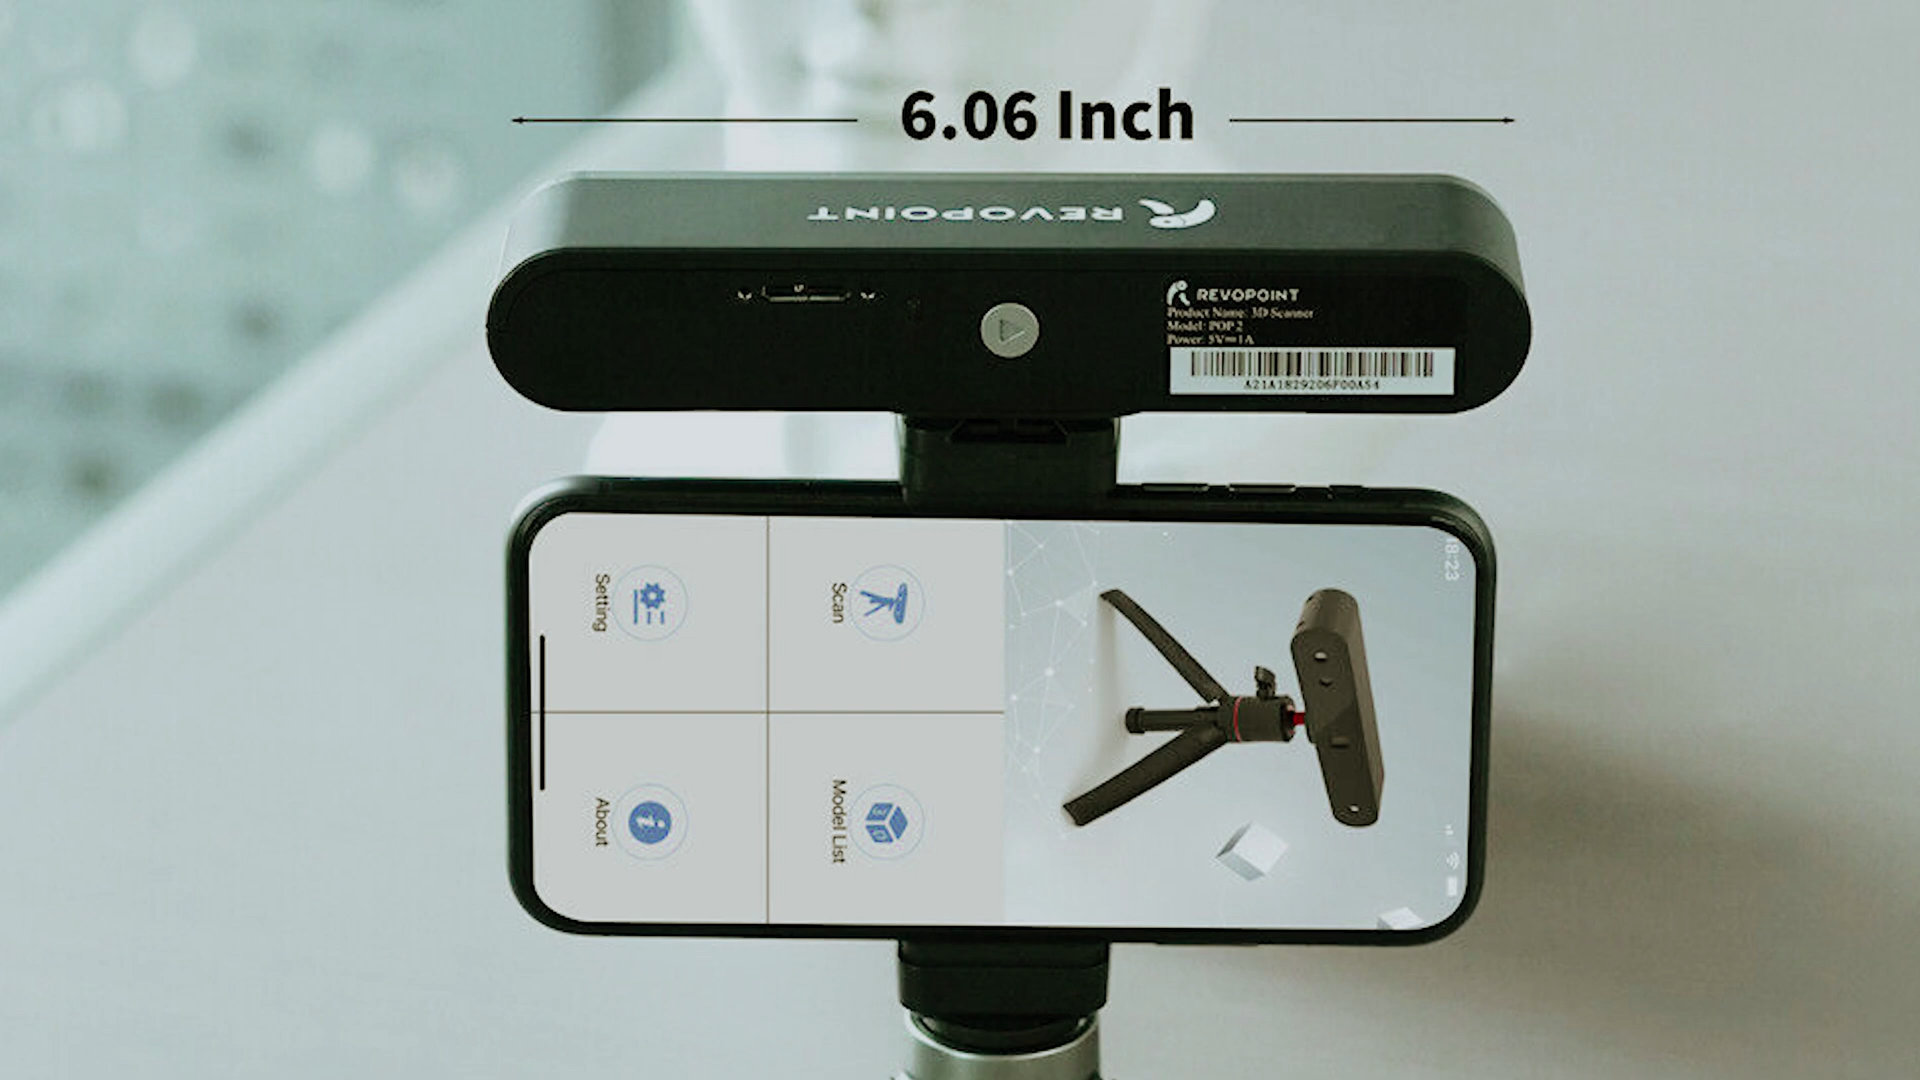 6.06 Inch
REVOPOINT
REVOPOINT
Product Name: 3D Scanner
Model: POP 2
Power: 5V⎓1A
A21A1829206F00A54
18:23
Scan
Model List
Setting
About